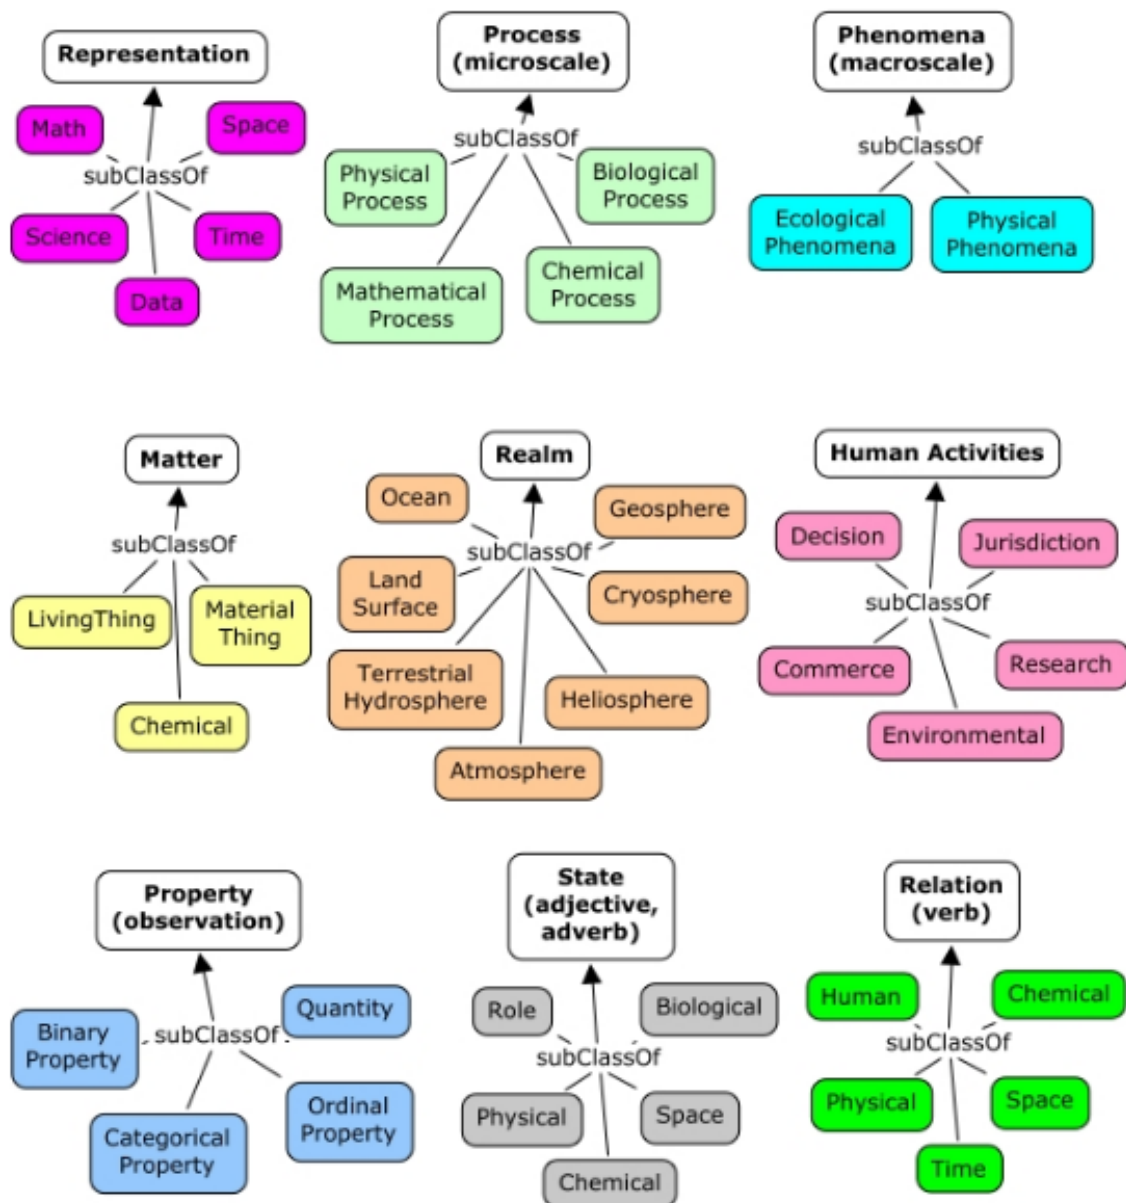 Representation
Math
Space
subClassOf
Science
Time
Data
Process
(microscale)
subClassOf
Physical
Process
Biological
Process
Mathematical
Process
Chemical
Process
Phenomena
(macroscale)
subClassOf
Ecological
Phenomena
Physical
Phenomena
Matter
subClassOf
LivingThing
Material
Thing
Chemical
Realm
Ocean
Geosphere
subClassOf
Land
Surface
Cryosphere
Terrestrial
Hydrosphere
Heliosphere
Atmosphere
Human Activities
Decision
Jurisdiction
subClassOf
Commerce
Research
Environmental
Property
(observation)
Quantity
subClassOf
Binary
Property
Ordinal
Property
Categorical
Property
State
(adjective,
adverb)
Role
Biological
subClassOf
Physical
Space
Chemical
Relation
(verb)
Human
Chemical
subClassOf
Physical
Space
Time